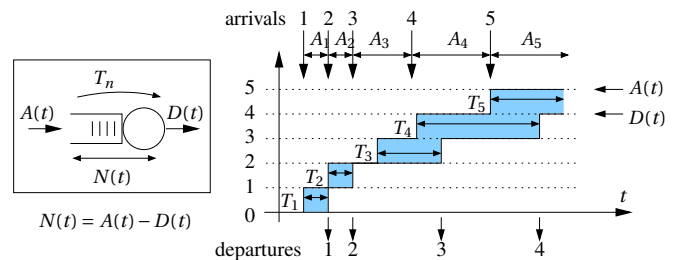 arrivals 1 2 3 4 5
A₁ A₂ A₃ A₄ A₅
Tₙ
A(t) D(t)
N(t)
N(t) = A(t) − D(t)
5 A(t)
T₅
4 D(t)
T₄
3
T₃
2
T₂
1
T₁
t
0
departures 1 2 3 4